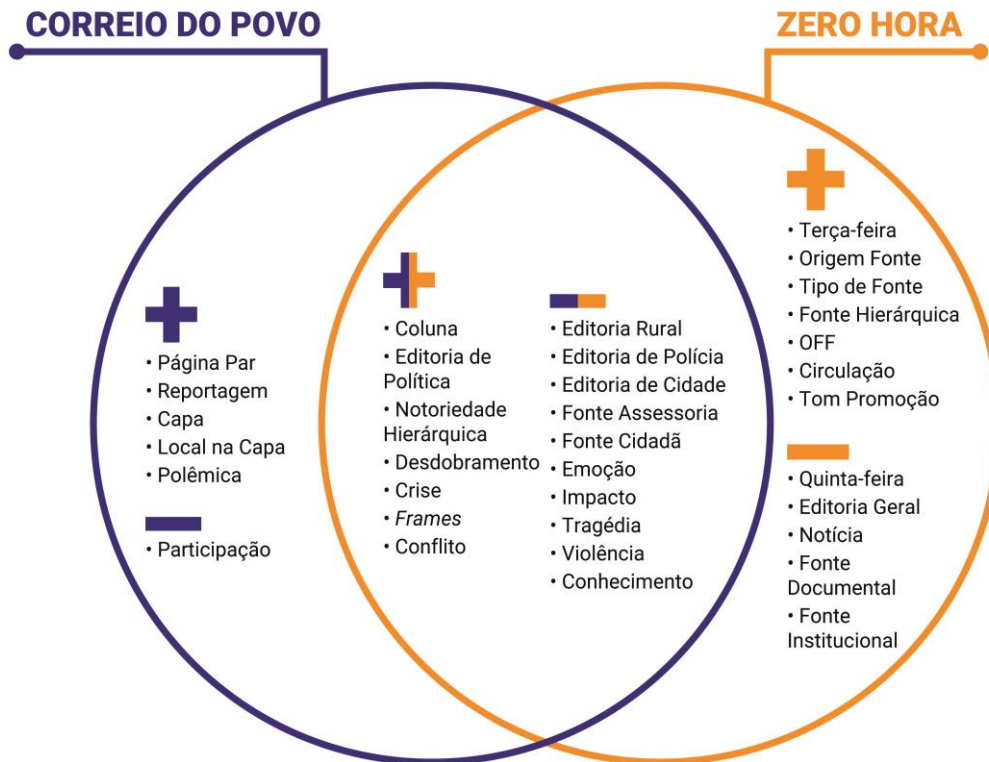 CORREIO DO POVO
ZERO HORA
• Página Par
• Reportagem
• Capa
• Local na Capa
• Polêmica
• Participação
• Coluna
• Editoria de
Política
• Notoriedade
Hierárquica
• Desdobramento
• Crise
• Frames
• Conflito
• Editoria Rural
• Editoria de Polícia
• Editoria de Cidade
• Fonte Assessoria
• Fonte Cidadã
• Emoção
• Impacto
• Tragédia
• Violência
• Conhecimento
• Terça-feira
• Origem Fonte
• Tipo de Fonte
• Fonte Hierárquica
• OFF
• Circulação
• Tom Promoção
• Quinta-feira
• Editoria Geral
• Notícia
• Fonte
Documental
• Fonte
Institucional